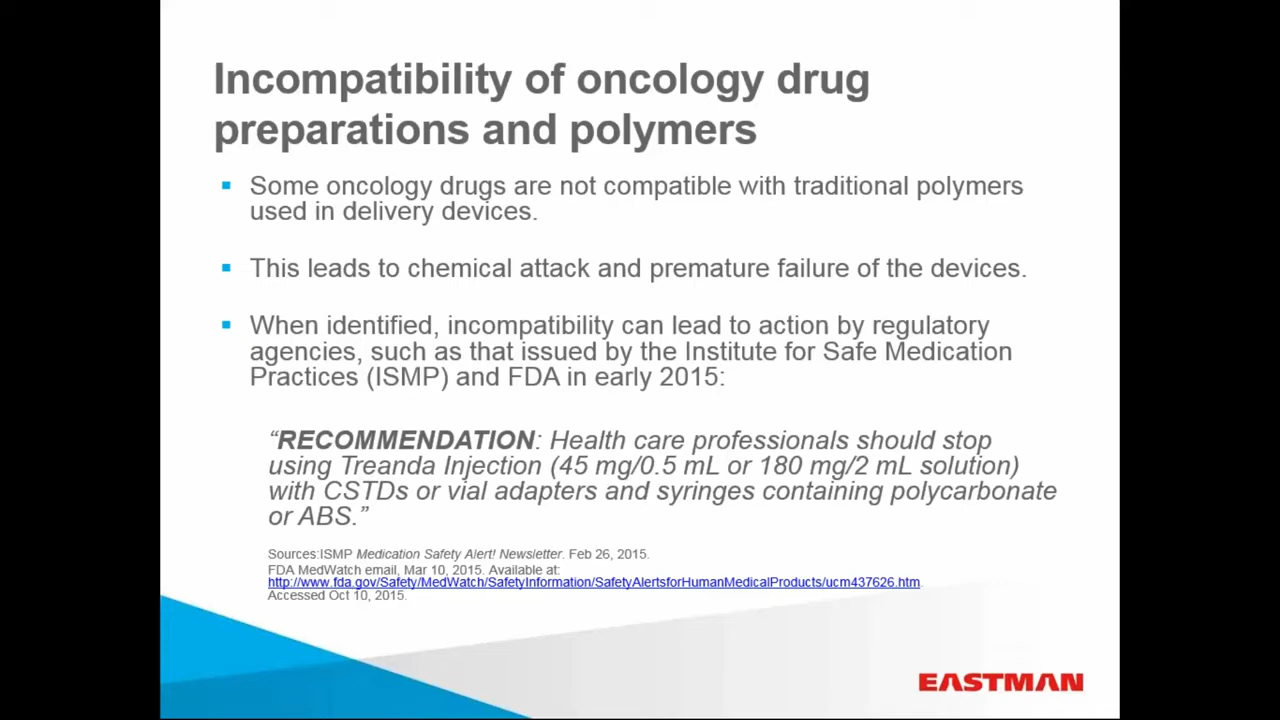 Incompatibility of oncology drug
preparations and polymers
Some oncology drugs are not compatible with traditional polymers
used in delivery devices.
This leads to chemical attack and premature failure of the devices.
When identified, incompatibility can lead to action by regulatory
agencies, such as that issued by the Institute for Safe Medication
Practices (ISMP) and FDA in early 2015:
“RECOMMENDATION: Health care professionals should stop
using Treanda Injection (45 mg/0.5 mL or 180 mg/2 mL solution)
with CSTDs or vial adapters and syringes containing polycarbonate
or ABS.”
Sources:ISMP Medication Safety Alert! Newsletter. Feb 26, 2015.
FDA MedWatch email, Mar 10, 2015. Available at:
http://www.fda.gov/Safety/MedWatch/SafetyInformation/SafetyAlertsforHumanMedicalProducts/ucm437626.htm.
Accessed Oct 10, 2015.
EASTMAN